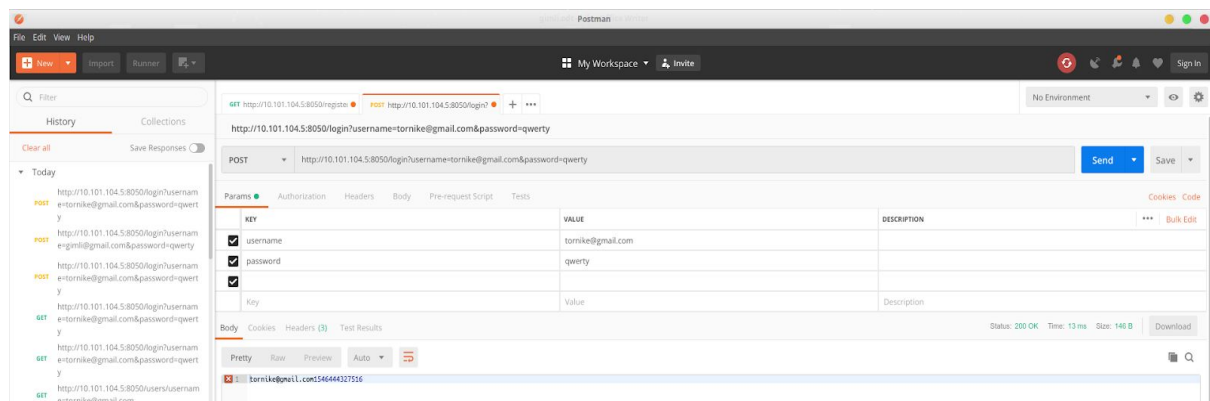 Postman
File Edit View Help
New Import Runner My Workspace Invite Sign In
Filter
History Collections
Clear all Save Responses
Today
POST http://10.101.104.5:8050/login?usernam
e=tornike@gmail.com&password=qwert
y
POST http://10.101.104.5:8050/login?usernam
e=gimli@gmail.com&password=qwerty
POST http://10.101.104.5:8050/login?usernam
e=tornike@gmail.com&password=qwert
y
GET http://10.101.104.5:8050/login?usernam
e=tornike@gmail.com&password=qwert
y
GET http://10.101.104.5:8050/login?usernam
e=tornike@gmail.com&password=qwert
y
GET http://10.101.104.5:8050/users/usernam
e=tornike@gmail.com
GET http://10.101.104.5:8050/register POST http://10.101.104.5:8050/login? + •••
No Environment
http://10.101.104.5:8050/login?username=tornike@gmail.com&password=qwerty
POST http://10.101.104.5:8050/login?username=tornike@gmail.com&password=qwerty Send Save
Params Authorization Headers Body Pre-request Script Tests Cookies Code
KEY VALUE DESCRIPTION ••• Bulk Edit
username tornike@gmail.com
password qwerty
Key Value Description
Body Cookies Headers (3) Test Results Status: 200 OK Time: 13 ms Size: 146 B Download
Pretty Raw Preview Auto
1 tornike@gmail.com1546444327516